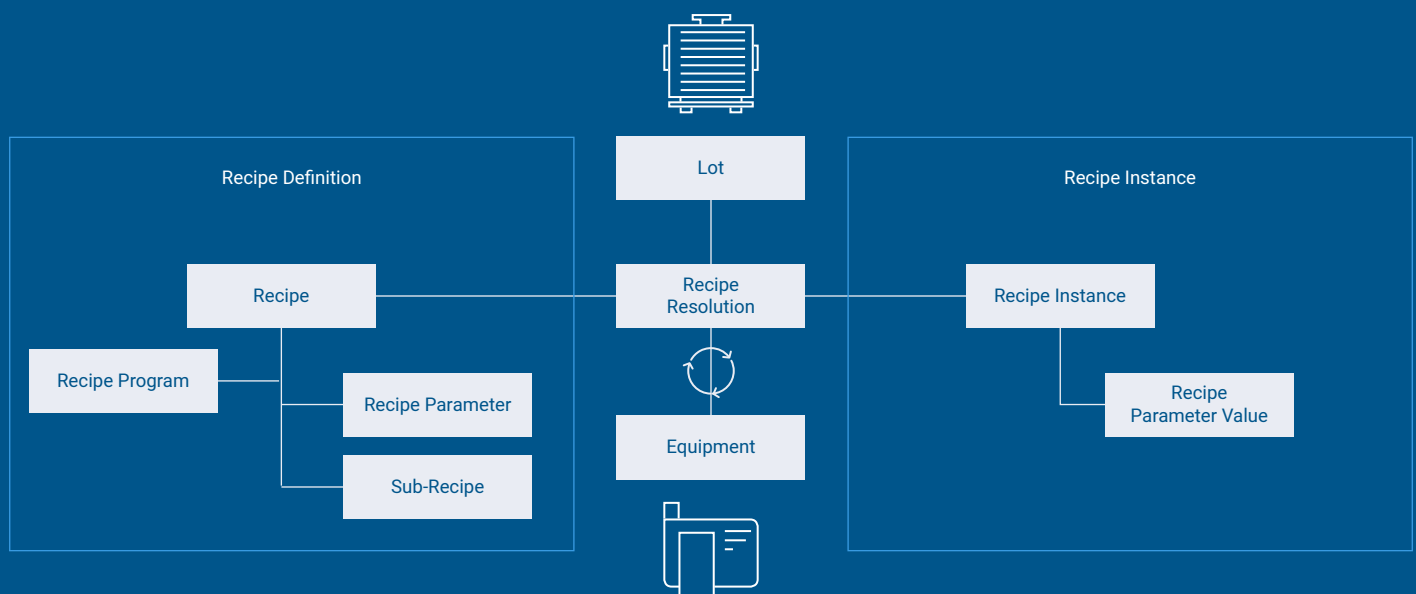 Lot
Recipe Definition
Recipe Instance
Recipe
Recipe
Resolution
Recipe Instance
Recipe Program
Recipe Parameter
Recipe
Parameter Value
Equipment
Sub-Recipe